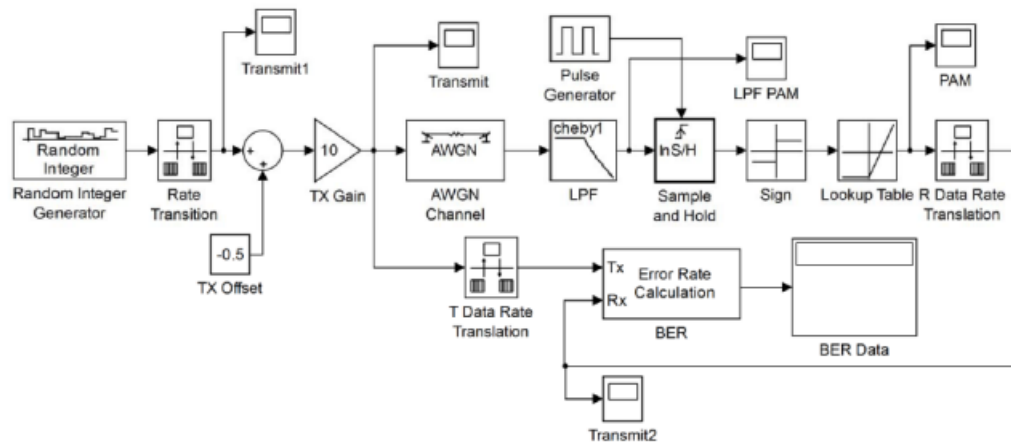 Transmit1
Transmit
Pulse
Generator
LPF PAM
PAM
Random
Integer
Random Integer
Generator
Rate
Transition
+
+
10
TX Gain
AWGN
AWGN
Channel
cheby1
LPF
In S/H
Sample
and Hold
Sign
Lookup Table
R Data Rate
Translation
-0.5
TX Offset
T Data Rate
Translation
Tx
Rx
Error Rate
Calculation
BER
BER Data
Transmit2